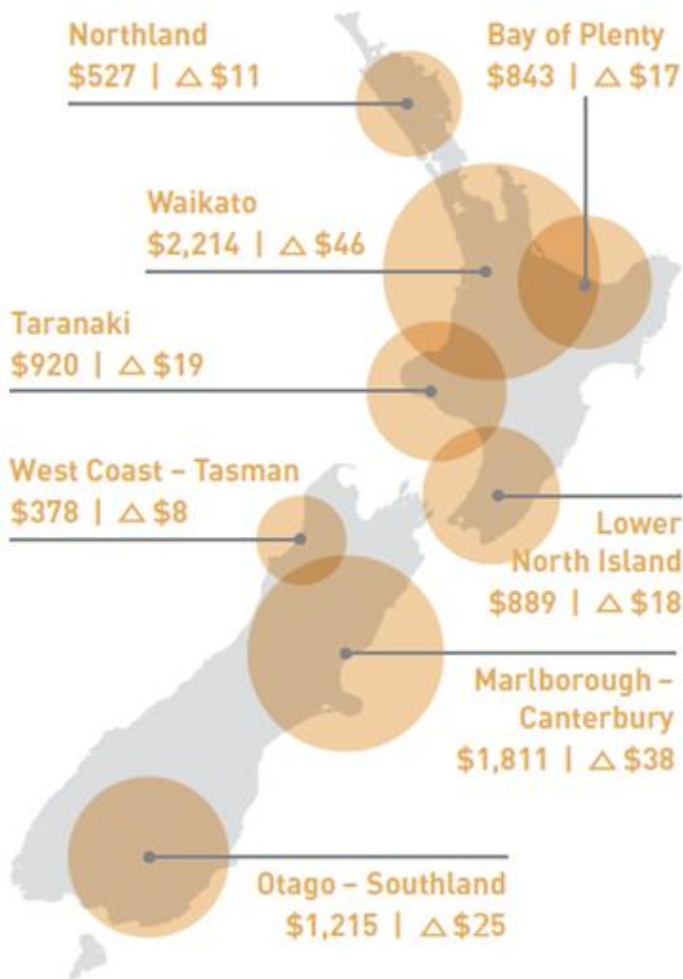 Northland
$527 | △ $11
Bay of Plenty
$843 | △ $17
Waikato
$2,214 | △ $46
Taranaki
$920 | △ $19
West Coast – Tasman
$378 | △ $8
Lower
North Island
$889 | △ $18
Marlborough –
Canterbury
$1,811 | △ $38
Otago – Southland
$1,215 | △ $25